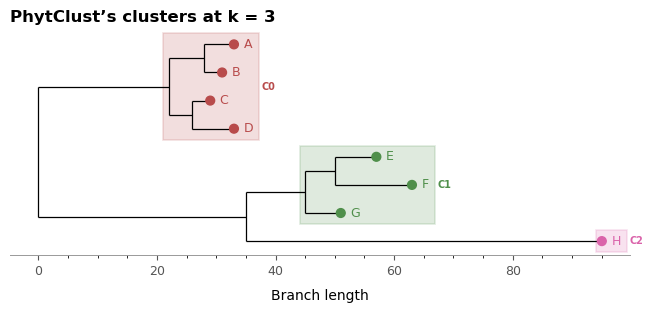 PhytClust’s clusters at k = 3
A
B
C0
C
D
E
F C1
G
H C2
0 20 40 60 80
Branch length